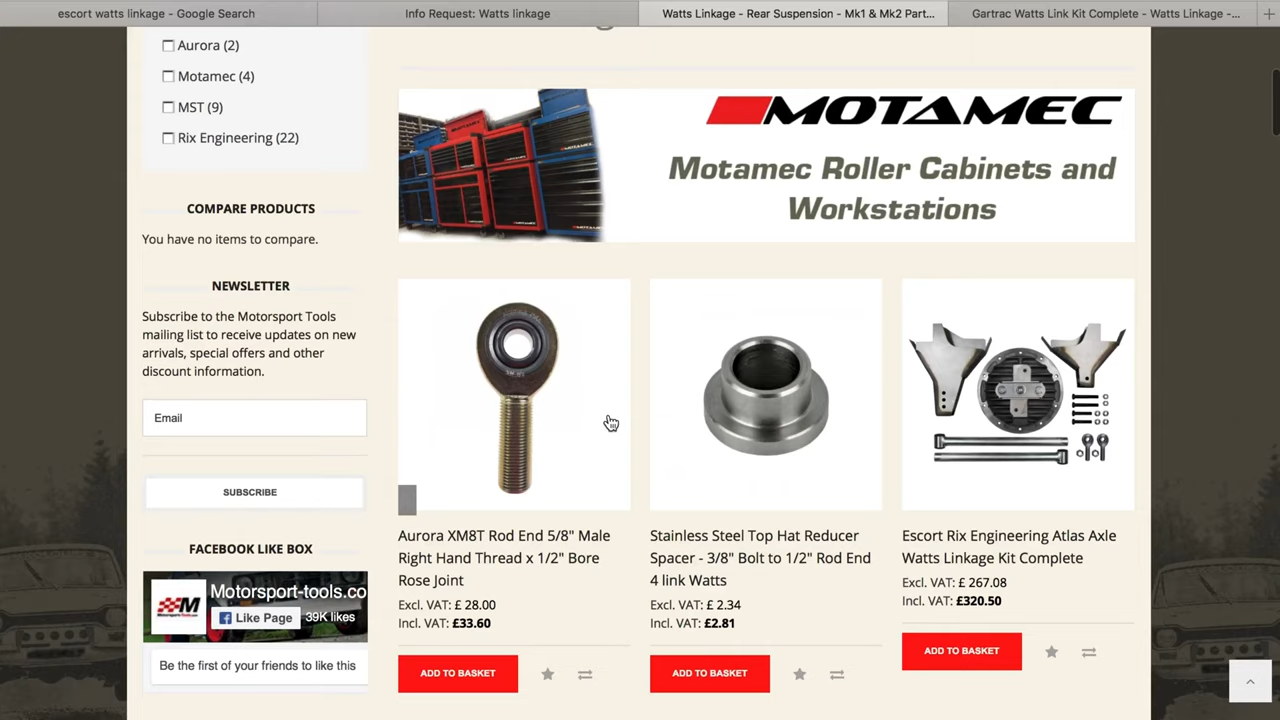 escort watts linkage - Google Search
Info Request: Watts linkage
Watts Linkage - Rear Suspension - Mk1 & Mk2 Part...
Gartrac Watts Link Kit Complete - Watts Linkage -...
Aurora (2)
Motamec (4)
MST (9)
Rix Engineering (22)
COMPARE PRODUCTS
You have no items to compare.
NEWSLETTER
Subscribe to the Motorsport Tools
mailing list to receive updates on new
arrivals, special offers and other
discount information.
Email
SUBSCRIBE
FACEBOOK LIKE BOX
Motorsport-tools.co
Like Page
39K likes
Be the first of your friends to like this
MOTAMEC
Motamec Roller Cabinets and
Workstations
Aurora XM8T Rod End 5/8" Male
Right Hand Thread x 1/2" Bore
Rose Joint
Excl. VAT: £ 28.00
Incl. VAT: £33.60
ADD TO BASKET
Stainless Steel Top Hat Reducer
Spacer - 3/8" Bolt to 1/2" Rod End
4 link Watts
Excl. VAT: £ 2.34
Incl. VAT: £2.81
ADD TO BASKET
Escort Rix Engineering Atlas Axle
Watts Linkage Kit Complete
Excl. VAT: £ 267.08
Incl. VAT: £320.50
ADD TO BASKET